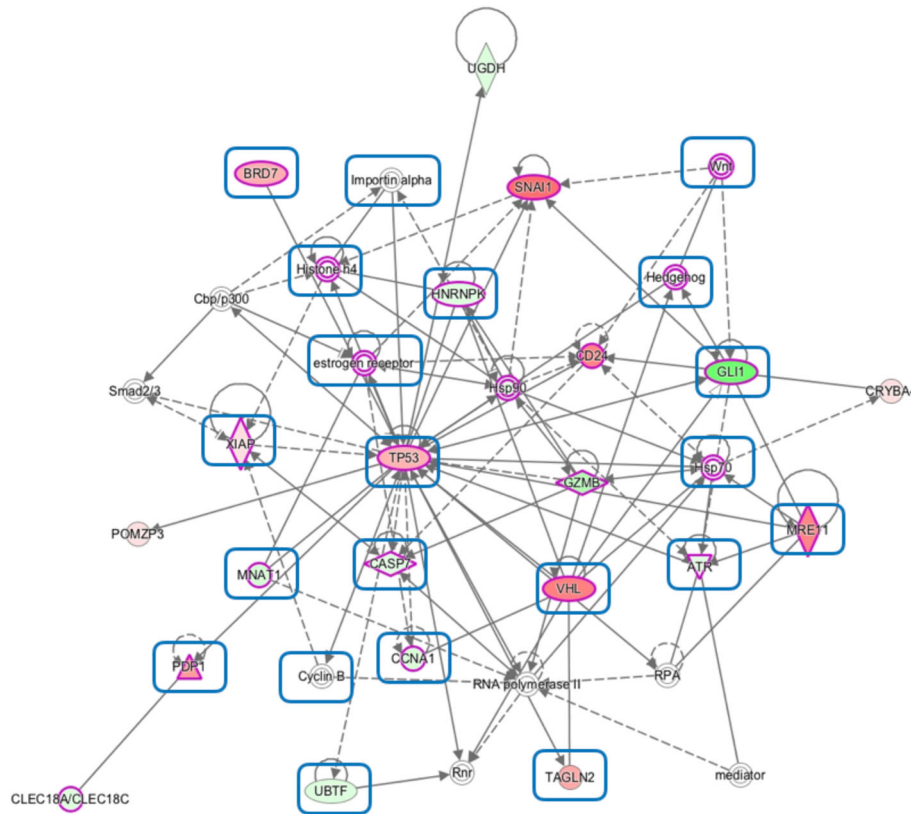 UGDH
Wnt
BRD7
Importin alpha
SNAI1
Histone h4
Hedgehog
HNRNPK
Cbp/p300
estrogen receptor
CD24
GLI1
Hsp90
Smad2/3
CRYBA4
XIAP
TP53
Hsp70
GZMB
POMZP3
MRE11
MNAT1
CASP7
ATR
VHL
PDP1
CCNA1
Cyclin B
RNA polymerase II
RPA
Rnr
TAGLN2
mediator
UBTF
CLEC18A/CLEC18C